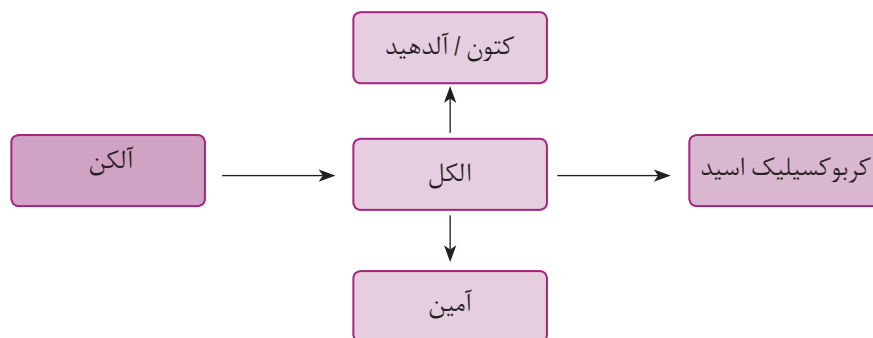 کتون / آلدهید
آلکن
الکل
کربوکسیلیک اسید
آمین